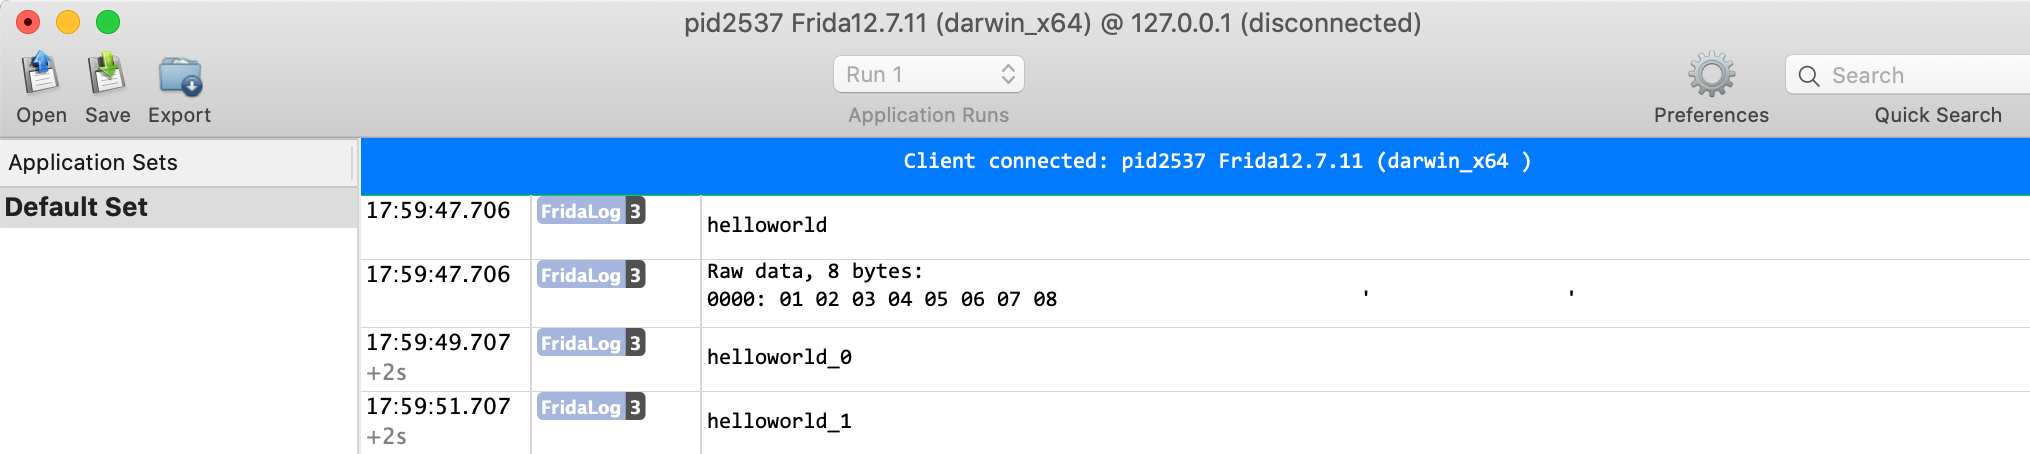 pid2537 Frida12.7.11 (darwin_x64) @ 127.0.0.1 (disconnected)
Open Save Export
Run 1
Application Runs
Preferences
Search
Quick Search
Application Sets
Default Set
Client connected: pid2537 Frida12.7.11 (darwin_x64 )
17:59:47.706 FridaLog 3 helloworld
17:59:47.706 FridaLog 3 Raw data, 8 bytes:
0000: 01 02 03 04 05 06 07 08 ' '
17:59:49.707 FridaLog 3 helloworld_0
+2s
17:59:51.707 FridaLog 3 helloworld_1
+2s